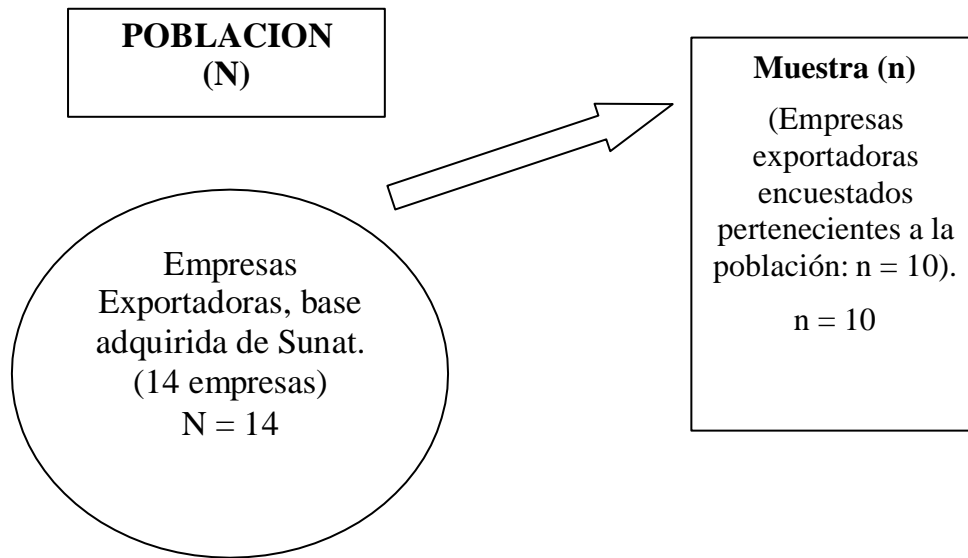 POBLACION
(N)
Empresas
Exportadoras, base
adquirida de Sunat.
(14 empresas)
N = 14
Muestra (n)
(Empresas
exportadoras
encuestados
pertenecientes a la
población: n = 10).
n = 10